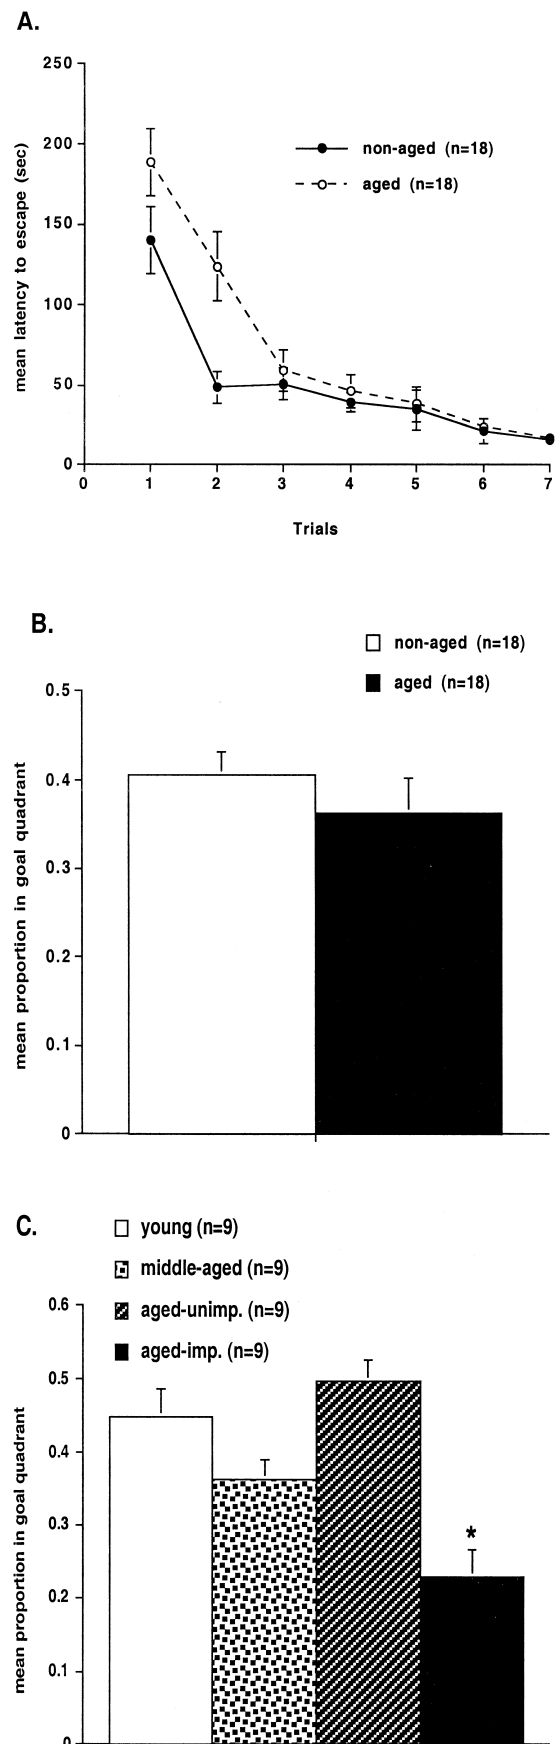 A.
250
200
150
100
50
0
mean latency to escape (sec)
non-aged (n=18)
aged (n=18)
0 1 2 3 4 5 6 7
Trials
B.
non-aged (n=18)
aged (n=18)
0.5
0.4
0.3
0.2
0.1
0
mean proportion in goal quadrant
C.
young (n=9)
middle-aged (n=9)
aged-unimp. (n=9)
aged-imp. (n=9)
0.6
0.5
0.4
0.3
0.2
0.1
0
mean proportion in goal quadrant
*